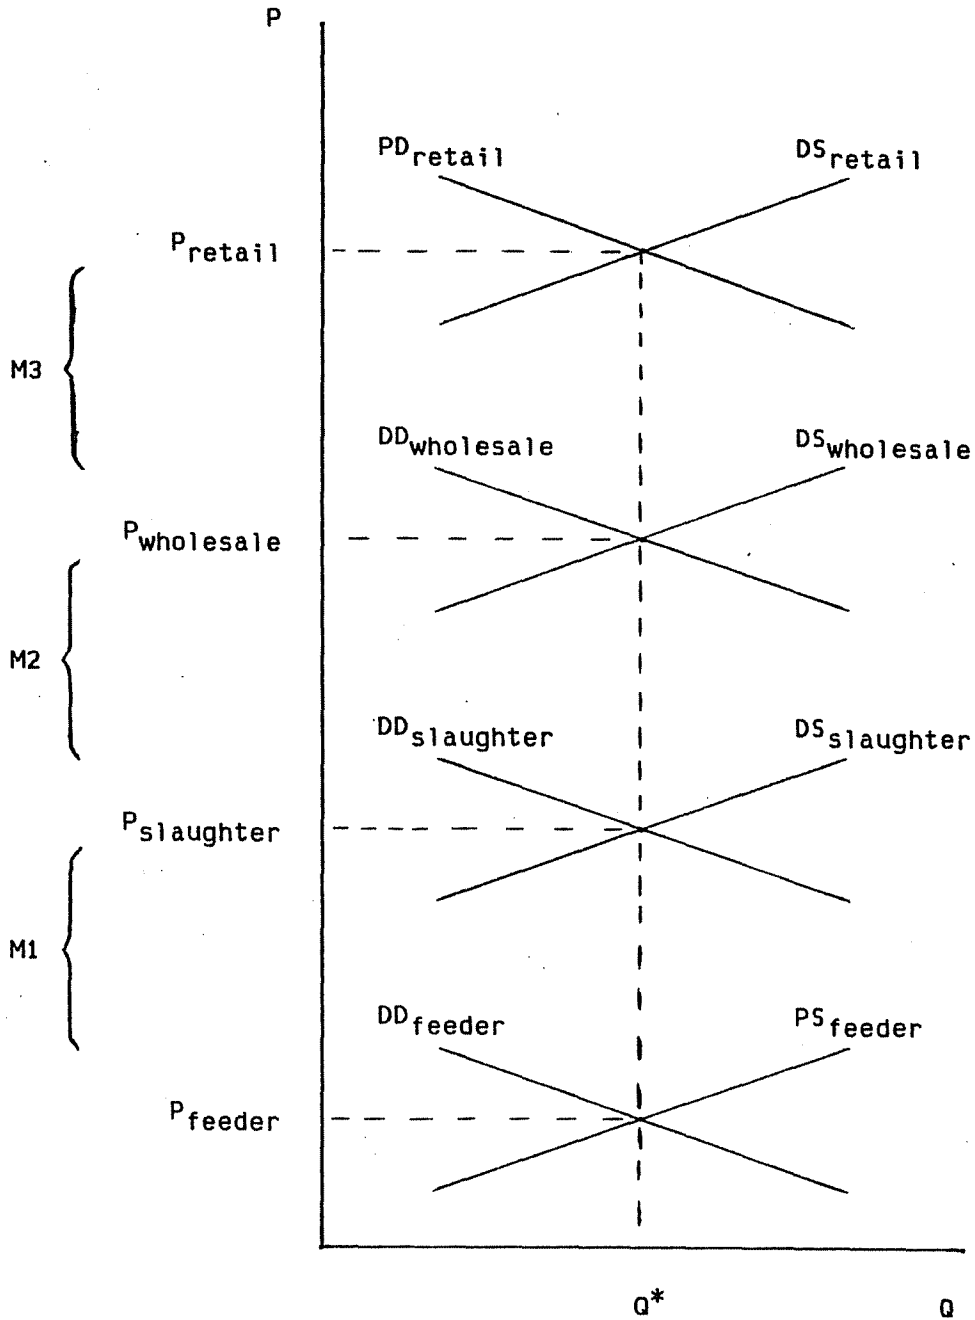 P
PDretail DSretail
Pretail
M3
DDwholesale DSwholesale
Pwholesale
M2
DDslaughter DSslaughter
Pslaughter
M1
DDfeeder PSfeeder
Pfeeder
Q* Q